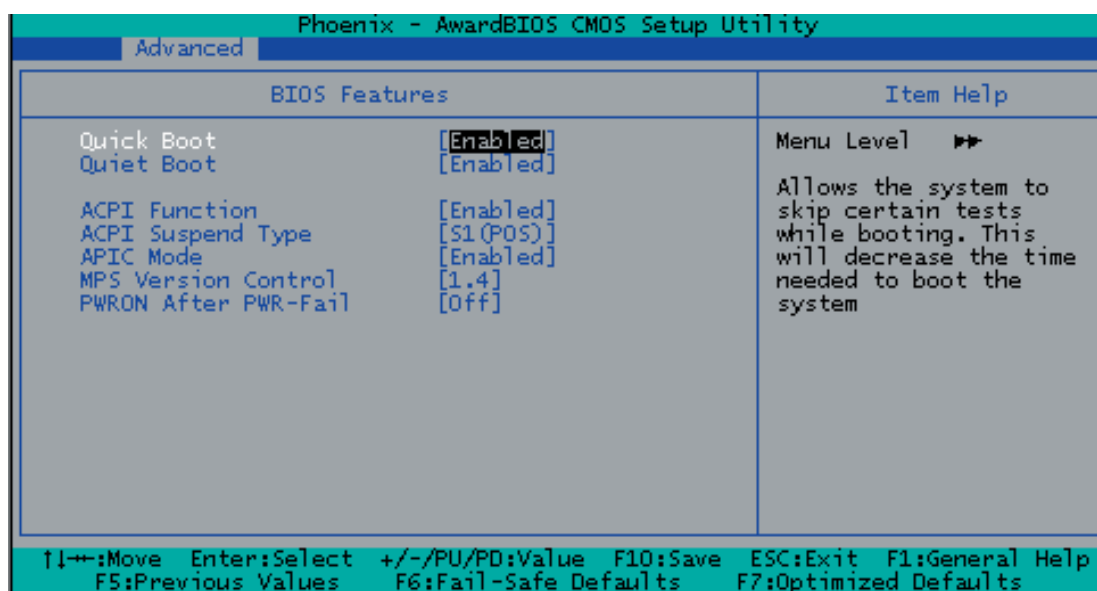 Phoenix - AwardBIOS CMOS Setup Utility
Advanced
BIOS Features
Item Help
Quick Boot [Enabled]
Quiet Boot [Enabled]
ACPI Function [Enabled]
ACPI Suspend Type [S1(POS)]
APIC Mode [Enabled]
MPS Version Control [1.4]
PWRON After PWR-Fail [Off]
Menu Level ▶▶
Allows the system to
skip certain tests
while booting. This
will decrease the time
needed to boot the
system
↑↓→←:Move Enter:Select +/-/PU/PD:Value F10:Save ESC:Exit F1:General Help
F5:Previous Values F6:Fail-Safe Defaults F7:Optimized Defaults